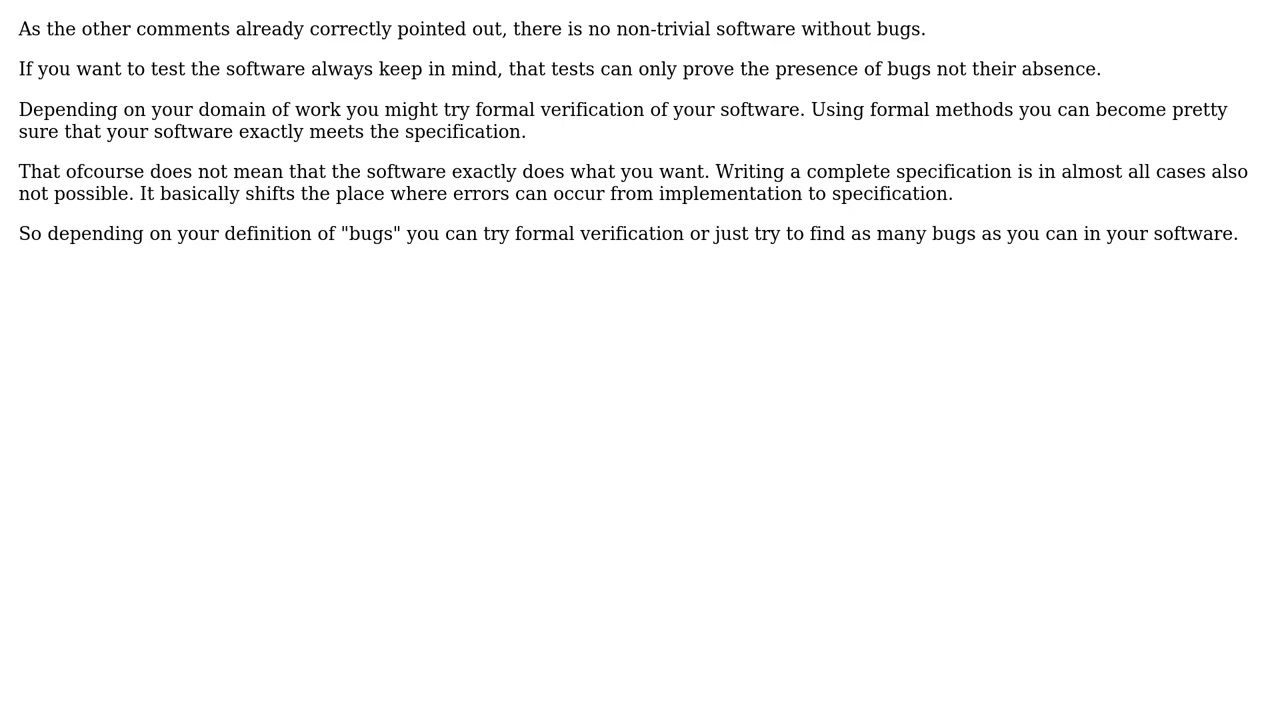 As the other comments already correctly pointed out, there is no non-trivial software without bugs.
If you want to test the software always keep in mind, that tests can only prove the presence of bugs not their absence.
Depending on your domain of work you might try formal verification of your software. Using formal methods you can become pretty
sure that your software exactly meets the specification.
That ofcourse does not mean that the software exactly does what you want. Writing a complete specification is in almost all cases also
not possible. It basically shifts the place where errors can occur from implementation to specification.
So depending on your definition of "bugs" you can try formal verification or just try to find as many bugs as you can in your software.